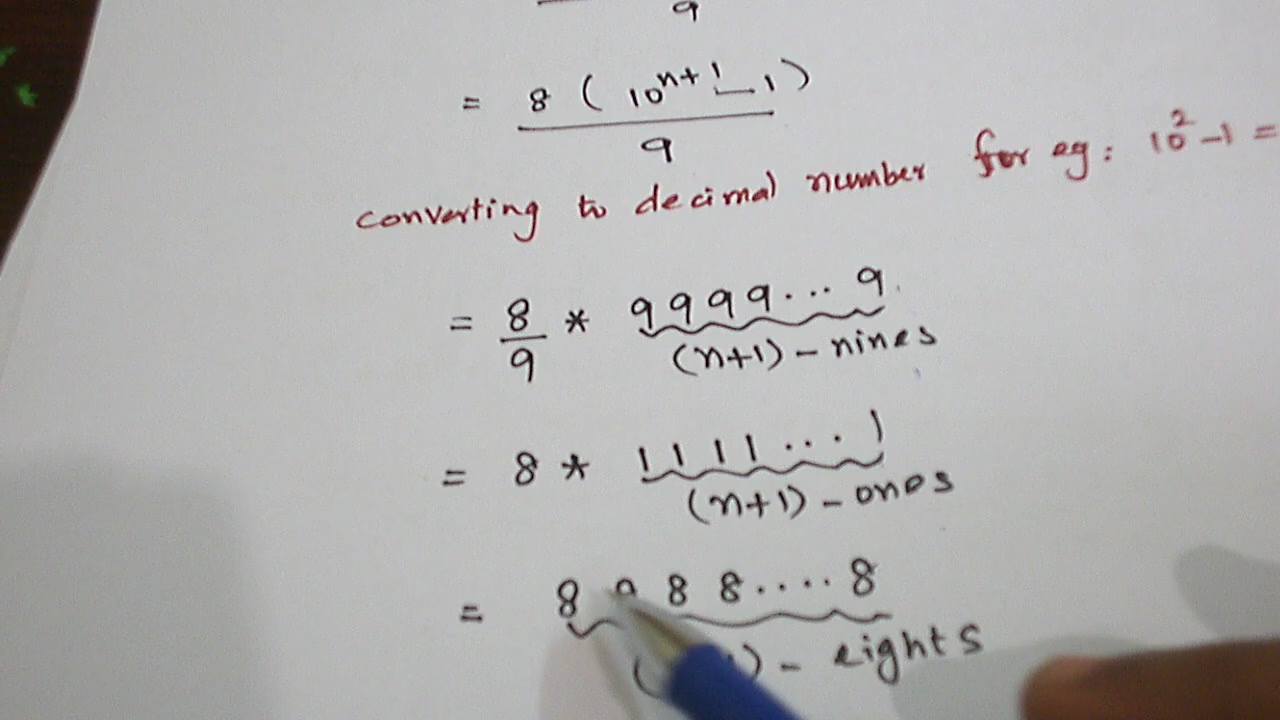 9
= 8 ( 10^n+1 - 1 )
9
converting to decimal number for eg: 10^2 - 1 =
= 8/9 * 9999...9
(n+1) - nines
= 8 * 1111...1
(n+1) - ones
= 8 8 8....8
) - eights